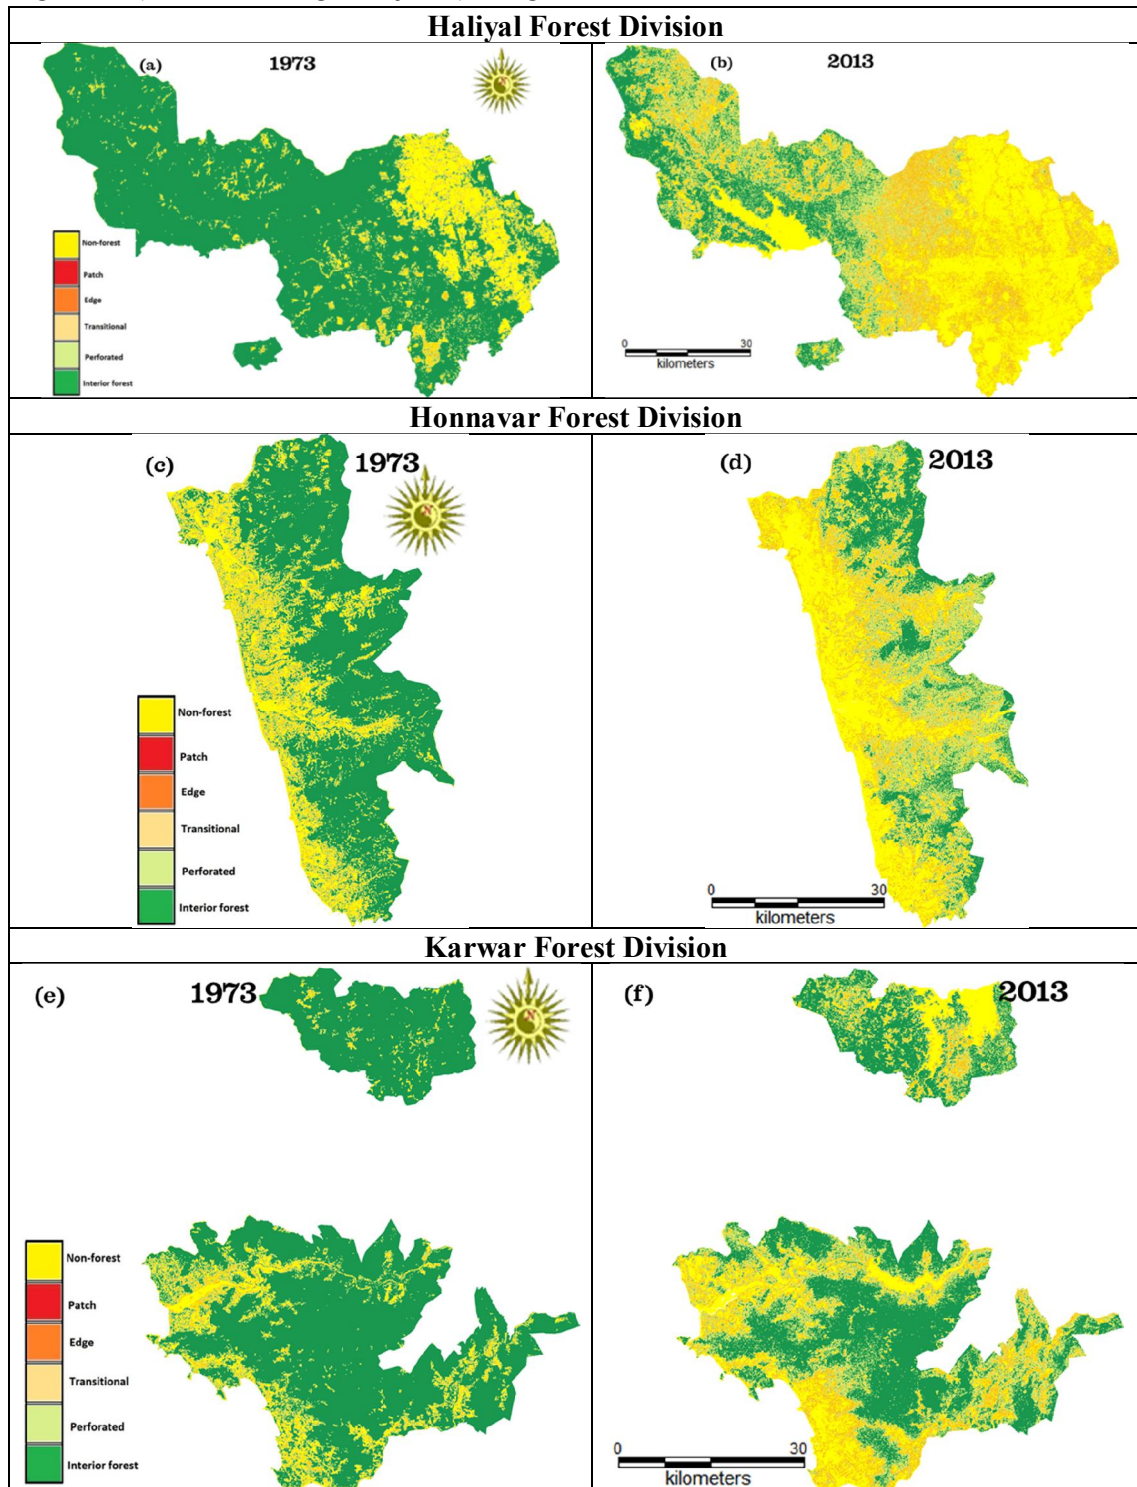 Haliyal Forest Division
(a) 1973
Non-forest
Patch
Edge
Transitional
Perforated
Interior forest
(b) 2013
0 30
kilometers
Honnavar Forest Division
(c) 1973
N
Non-forest
Patch
Edge
Transitional
Perforated
Interior forest
(d) 2013
0 30
kilometers
Karwar Forest Division
(e) 1973
N
Non-forest
Patch
Edge
Transitional
Perforated
Interior forest
(f) 2013
0 30
kilometers